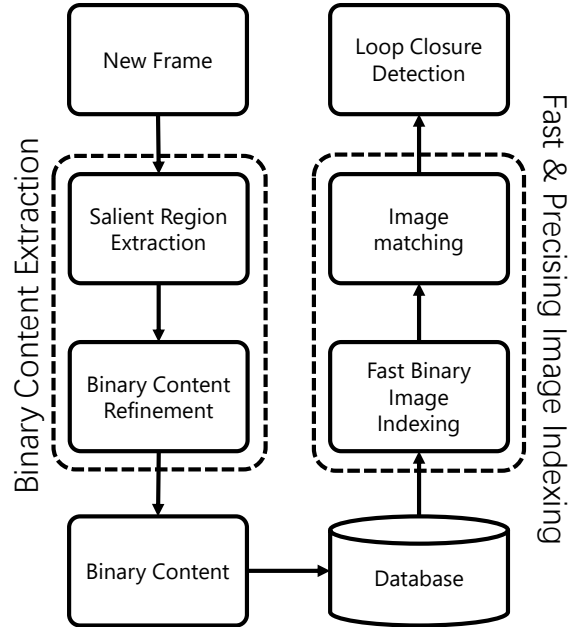 New Frame
Salient Region
Extraction
Binary Content
Refinement
Binary Content
Binary Content Extraction
Loop Closure
Detection
Image
matching
Fast Binary
Image
Indexing
Database
Fast & Precising Image Indexing